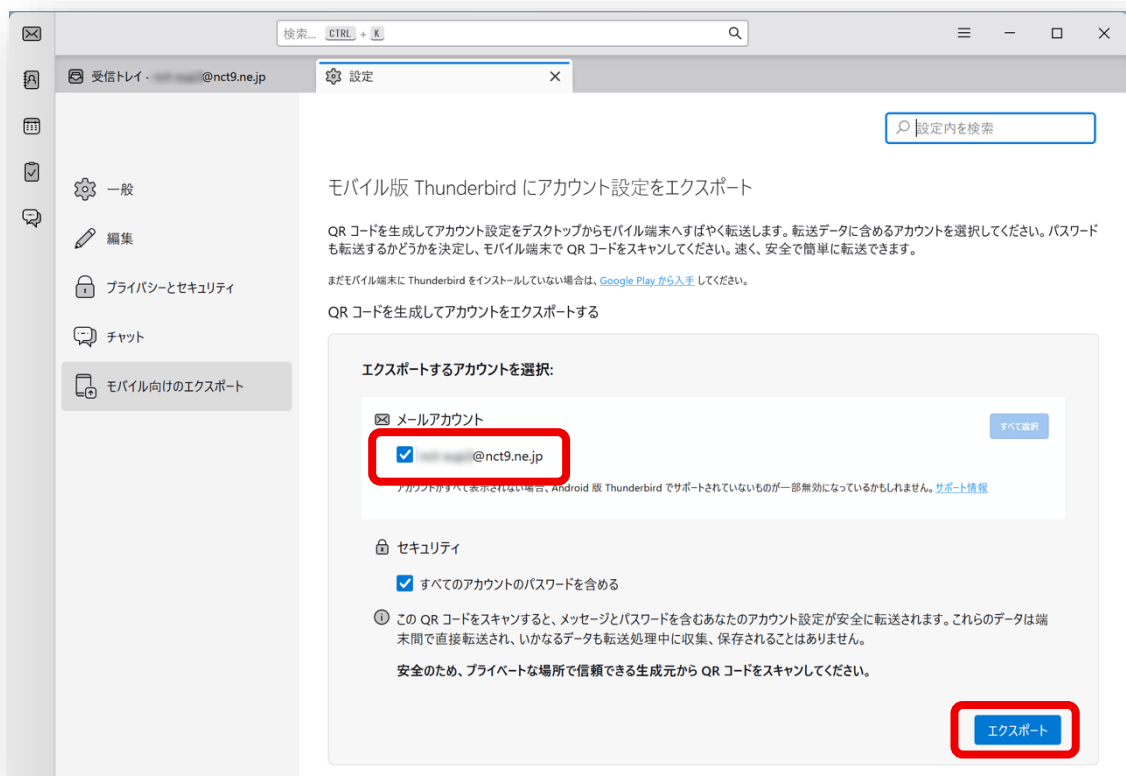 検索... CTRL + K
受信トレイ - @nct9.ne.jp
設定
設定内を検索
一般
編集
プライバシーとセキュリティ
チャット
モバイル向けのエクスポート
モバイル版 Thunderbird にアカウント設定をエクスポート
QR コードを生成してアカウント設定をデスクトップからモバイル端末へすばやく転送します。転送データに含めるアカウントを選択してください。パスワード
も転送するかどうかを決定し、モバイル端末で QR コードをスキャンしてください。速く、安全で簡単に転送できます。
まだモバイル端末に Thunderbird をインストールしていない場合は、Google Play から入手 してください。
QR コードを生成してアカウントをエクスポートする
エクスポートするアカウントを選択:
メールアカウント
すべて選択
@nct9.ne.jp
アカウントがすべて表示されない場合、Android 版 Thunderbird でサポートされていないものが一部無効になっているかもしれません。サポート情報
セキュリティ
すべてのアカウントのパスワードを含める
この QR コードをスキャンすると、メッセージとパスワードを含むあなたのアカウント設定が安全に転送されます。これらのデータは端
末間で直接転送され、いかなるデータも転送処理中に収集、保存されることはありません。
安全のため、プライベートな場所で信頼できる生成元から QR コードをスキャンしてください。
エクスポート